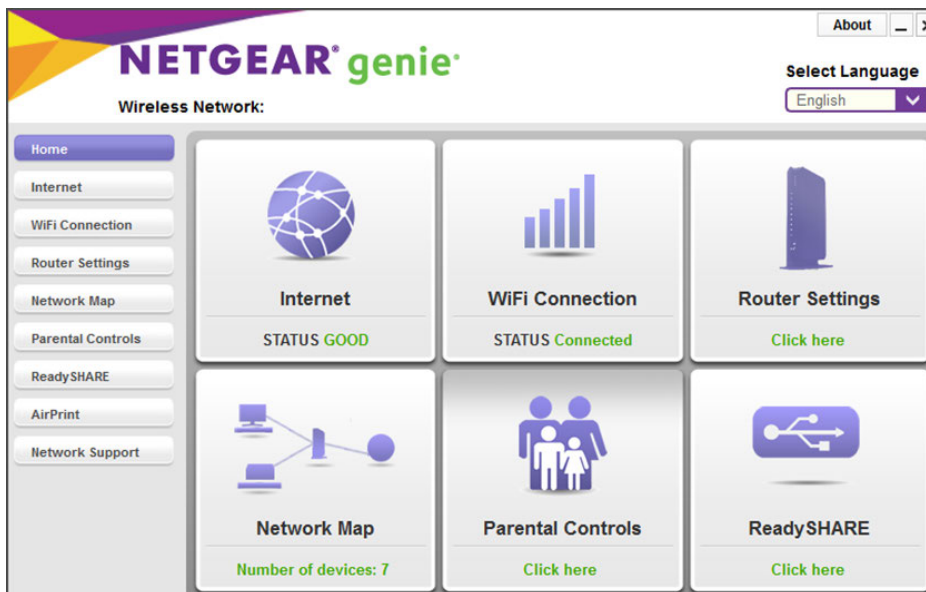 About
NETGEAR® genie®
Select Language
English
Wireless Network:
Home
Internet
WiFi Connection
Router Settings
Network Map
Parental Controls
ReadySHARE
AirPrint
Network Support
Internet
STATUS GOOD
WiFi Connection
STATUS Connected
Router Settings
Click here
Network Map
Number of devices: 7
Parental Controls
Click here
ReadySHARE
Click here